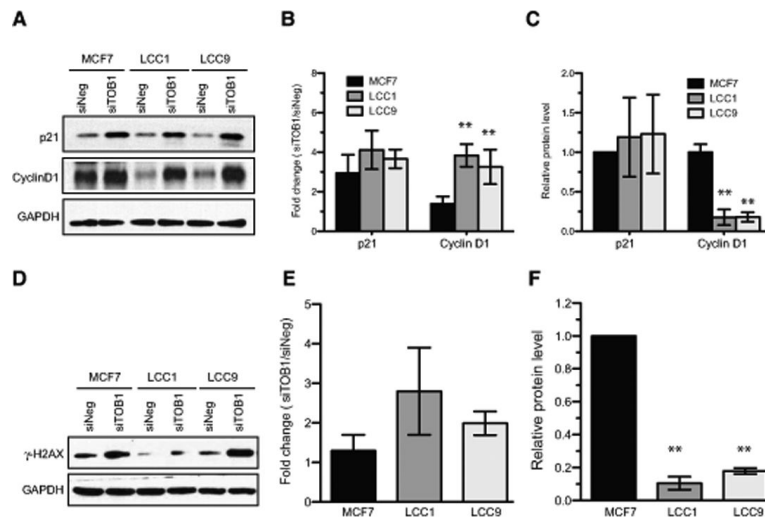 A
MCF7 LCC1 LCC9
siNeg siTOB1 siNeg siTOB1 siNeg siTOB1
p21
CyclinD1
GAPDH
B
Fold change ( siTOB1/siNeg)
8
6
4
2
0
MCF7
LCC1
LCC9
** **
p21 Cyclin D1
C
Relative protein level
2.0
1.5
1.0
0.5
0.0
MCF7
LCC1
LCC9
** **
p21 Cyclin D1
D
MCF7 LCC1 LCC9
siNeg siTOB1 siNeg siTOB1 siNeg siTOB1
γ-H2AX
GAPDH
E
Fold change ( siTOB1/siNeg)
5
4
3
2
1
0
MCF7 LCC1 LCC9
F
Relative protein level
1.2
1.0
0.8
0.6
0.4
0.2
0.0
** **
MCF7 LCC1 LCC9